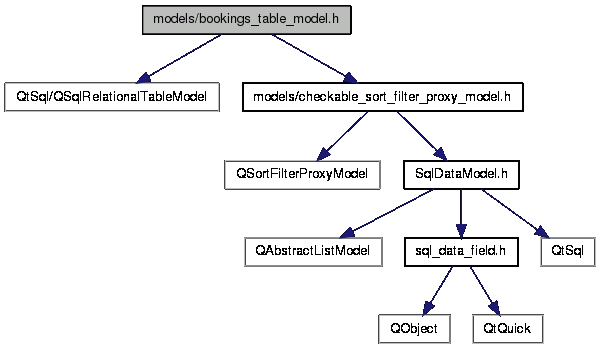 models/bookings_table_model.h
QtSql/QSqlRelationalTableModel
models/checkable_sort_filter_proxy_model.h
QSortFilterProxyModel
SqlDataModel.h
QAbstractListModel
sql_data_field.h
QtSql
QObject
QtQuick